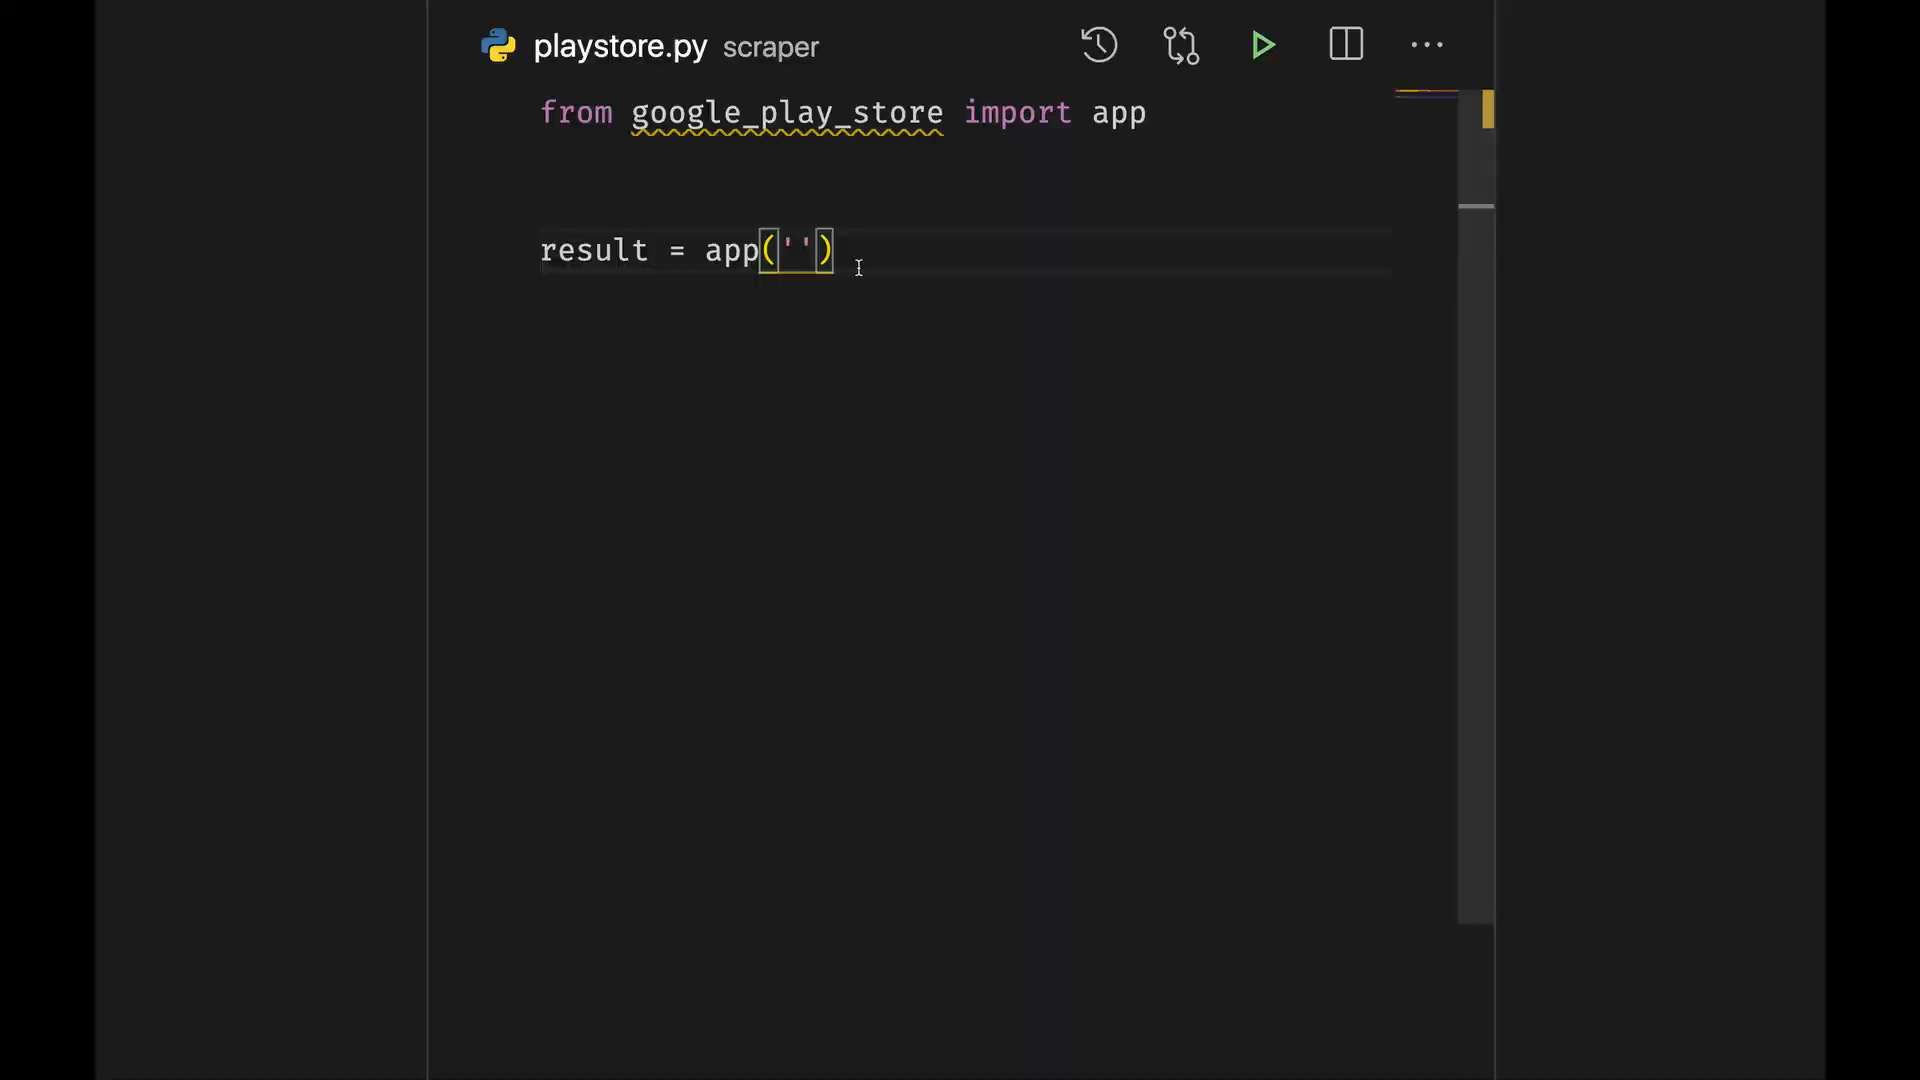 playstore.py scraper
from google_play_store import app
result = app('')